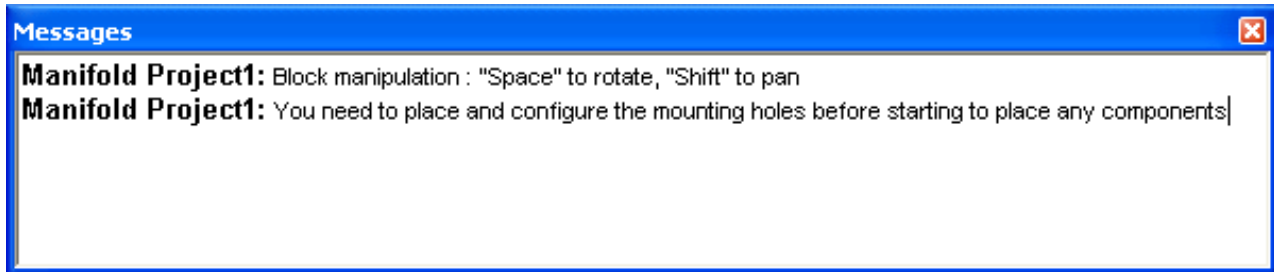 Messages
Manifold Project1: Block manipulation : "Space" to rotate, "Shift" to pan
Manifold Project1: You need to place and configure the mounting holes before starting to place any components